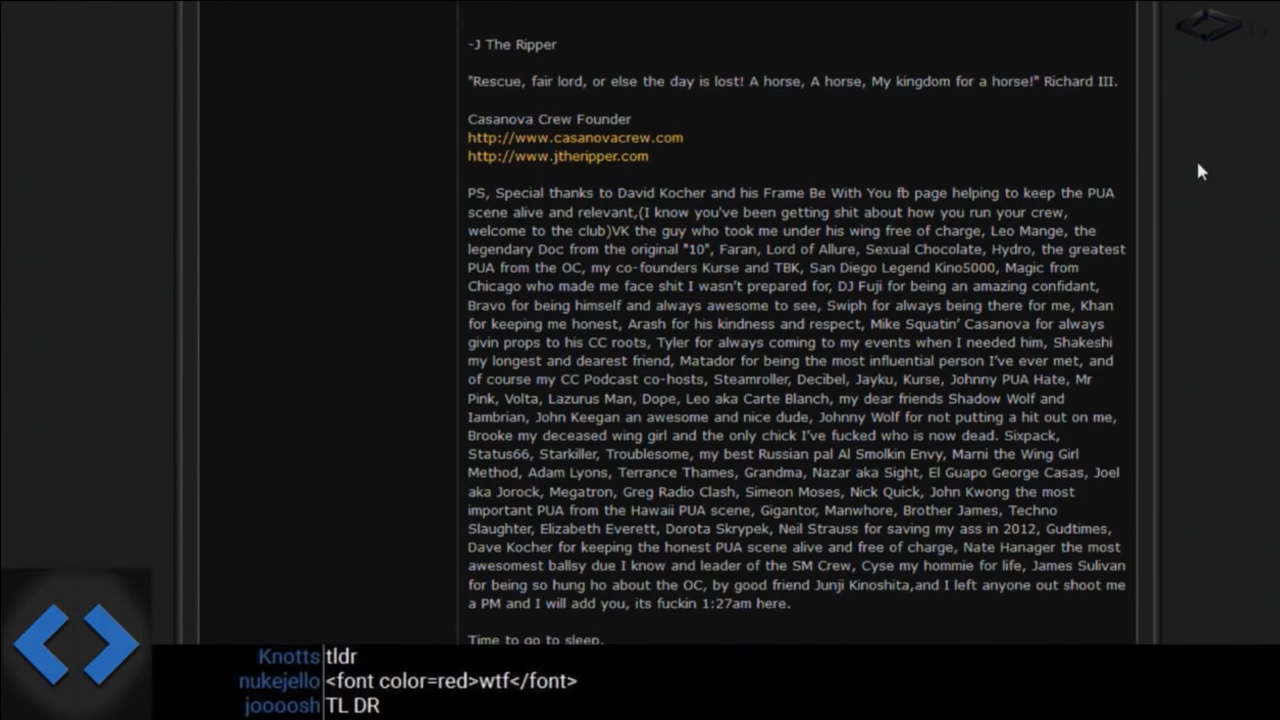 -J The Ripper
"Rescue, fair lord, or else the day is lost! A horse, A horse, My kingdom for a horse!" Richard III.
Casanova Crew Founder
http://www.casanovacrew.com
http://www.jtheripper.com
PS, Special thanks to David Kocher and his Frame Be With You fb page helping to keep the PUA
scene alive and relevant,(I know you've been getting shit about how you run your crew,
welcome to the club)VK the guy who took me under his wing free of charge, Leo Mange, the
legendary Doc from the original "10", Faran, Lord of Allure, Sexual Chocolate, Hydro, the greatest
PUA from the OC, my co-founders Kurse and TBK, San Diego Legend Kino5000, Magic from
Chicago who made me face shit I wasn't prepared for, DJ Fuji for being an amazing confidant,
Bravo for being himself and always awesome to see, Swiph for always being there for me, Khan
for keeping me honest, Arash for his kindness and respect, Mike Squatin' Casanova for always
givin props to his CC roots, Tyler for always coming to my events when I needed him, Shakeshi
my longest and dearest friend, Matador for being the most influential person I've ever met, and
of course my CC Podcast co-hosts, Steamroller, Decibel, Jayku, Kurse, Johnny PUA Hate, Mr
Pink, Volta, Lazurus Man, Dope, Leo aka Carte Blanch, my dear friends Shadow Wolf and
Iambrian, John Keegan an awesome and nice dude, Johnny Wolf for not putting a hit out on me,
Brooke my deceased wing girl and the only chick I've fucked who is now dead. Sixpack,
Status66, Starkiller, Troublesome, my best Russian pal Al Smolkin Envy, Marni the Wing Girl
Method, Adam Lyons, Terrance Thames, Grandma, Nazar aka Sight, El Guapo George Casas, Joel
aka Jorock, Megatron, Greg Radio Clash, Simeon Moses, Nick Quick, John Kwong the most
important PUA from the Hawaii PUA scene, Gigantor, Manwhore, Brother James, Techno
Slaughter, Elizabeth Everett, Dorota Skrypek, Neil Strauss for saving my ass in 2012, Gudtimes,
Dave Kocher for keeping the honest PUA scene alive and free of charge, Nate Hanager the most
awesomest ballsy due I know and leader of the SM Crew, Cyse my hommie for life, James Sulivan
for being so hung ho about the OC, by good friend Junji Kinoshita,and I left anyone out shoot me
a PM and I will add you, its fuckin 1:27am here.
Time to go to sleep.
Knotts tldr
nukejello <font color=red>wtf</font>
joooosh TL DR